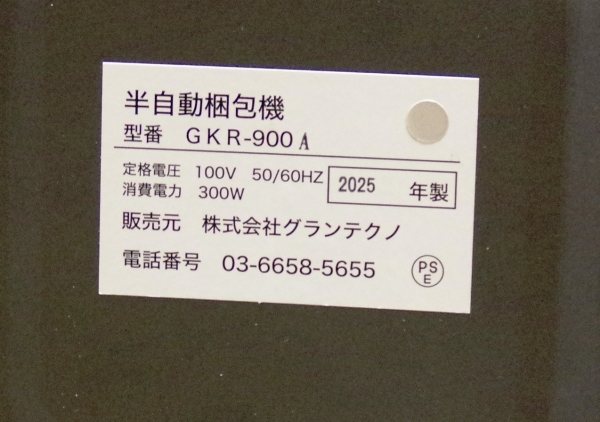 半自動梱包機
型番 GKR-900 A
定格電圧 100V 50/60HZ
消費電力 300W
2025 年製
販売元 株式会社グランテクノ
電話番号 03-6658-5655
PS
E